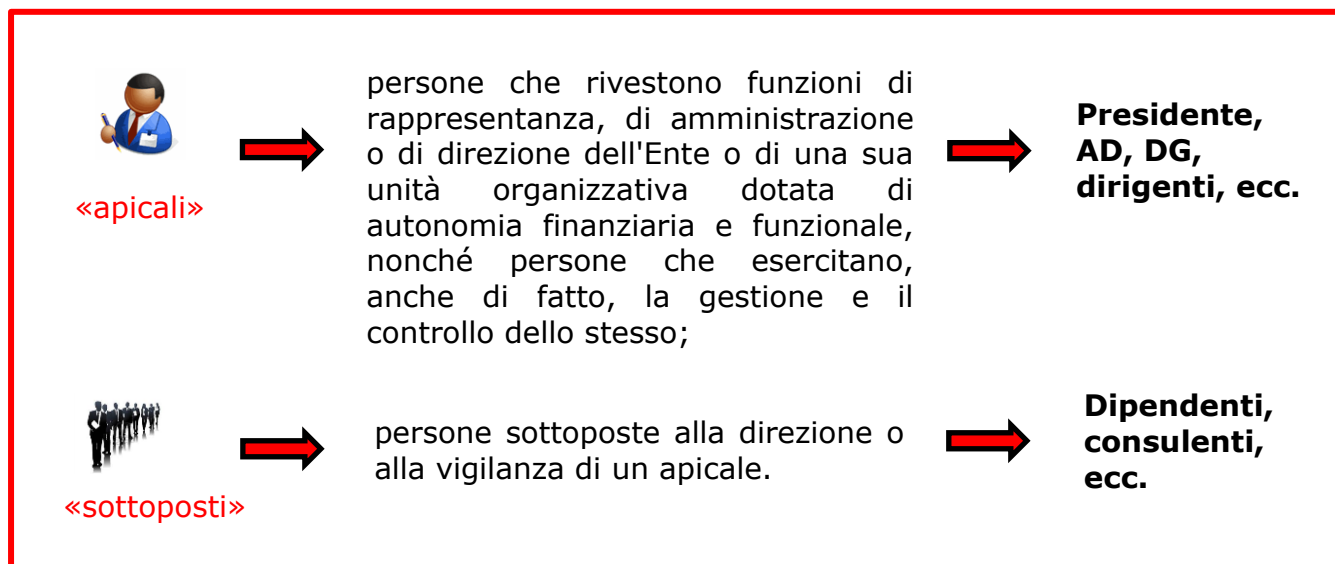 «apicali»
persone che rivestono funzioni di
rappresentanza, di amministrazione
o di direzione dell'Ente o di una sua
unità organizzativa dotata di
autonomia finanziaria e funzionale,
nonché persone che esercitano,
anche di fatto, la gestione e il
controllo dello stesso;
Presidente,
AD, DG,
dirigenti, ecc.
«sottoposti»
persone sottoposte alla direzione o
alla vigilanza di un apicale.
Dipendenti,
consulenti,
ecc.